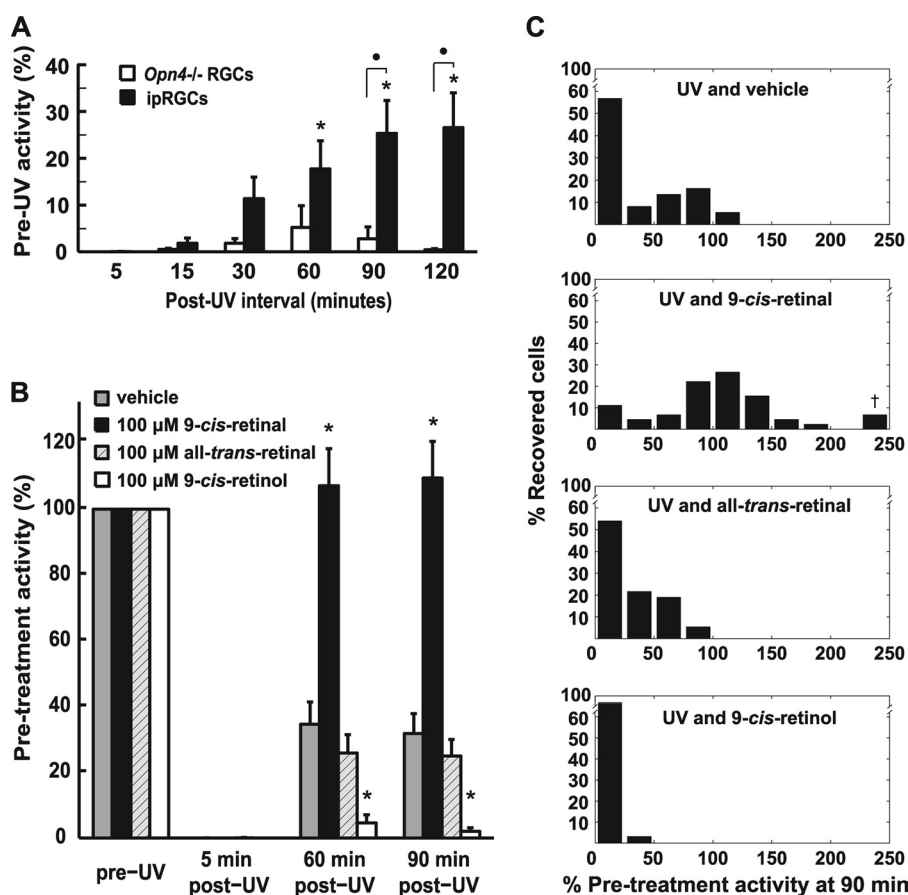 A
Pre-UV activity (%)
Opn4-/- RGCs
ipRGCs
40
30
20
10
0
* * *
5 15 30 60 90 120
Post-UV interval (minutes)
B
Pre-treatment activity (%)
vehicle
100 µM 9-cis-retinal
100 µM all-trans-retinal
100 µM 9-cis-retinol
120
100
80
60
40
20
0
* *
* *
pre–UV 5 min post–UV 60 min post–UV 90 min post–UV
C
% Recovered cells
UV and vehicle
100
60
50
40
30
20
10
0 50 100 150 200 250
UV and 9-cis-retinal
100
60
50
40
30
20
10
†
0 50 100 150 200 250
UV and all-trans-retinal
100
60
50
40
30
20
10
0 50 100 150 200 250
UV and 9-cis-retinol
100
60
50
40
30
20
10
0 50 100 150 200 250
% Pre-treatment activity at 90 min